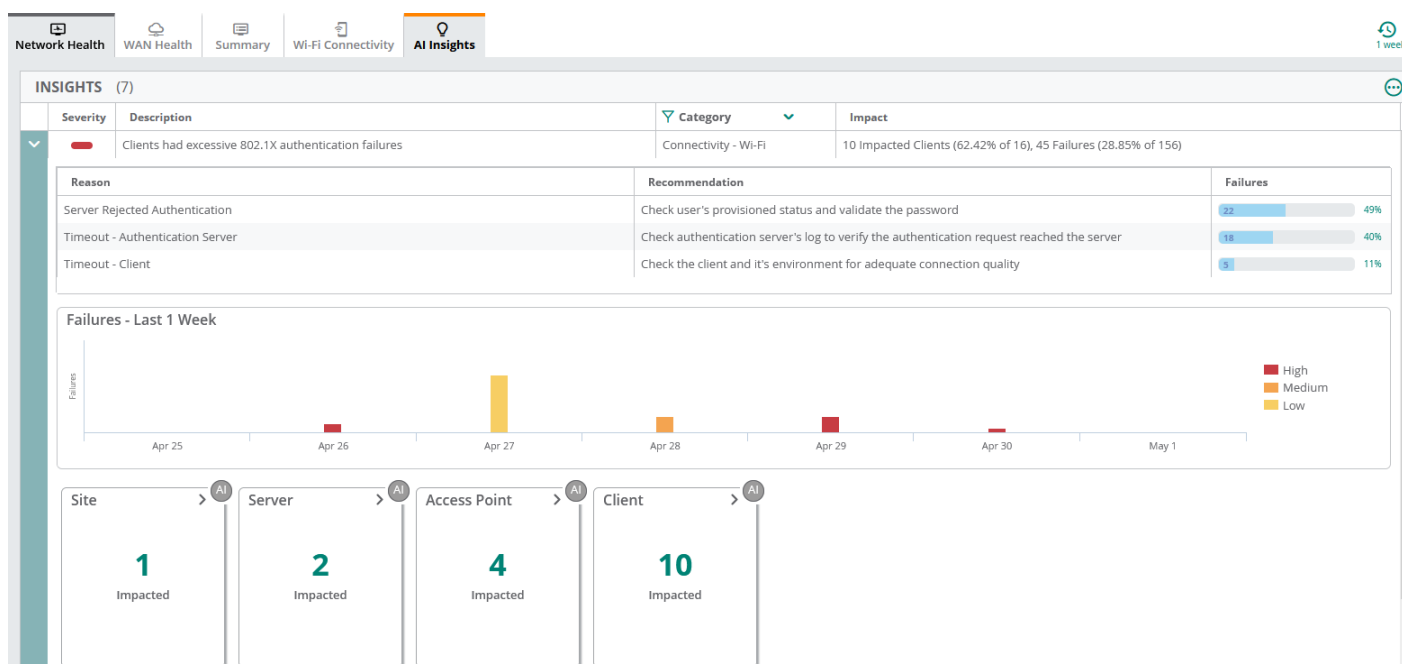 Network Health
WAN Health
Summary
Wi-Fi Connectivity
AI Insights
1 week
INSIGHTS (7)
Severity Description Category Impact
Clients had excessive 802.1X authentication failures Connectivity - Wi-Fi 10 Impacted Clients (62.42% of 16), 45 Failures (28.85% of 156)
Reason Recommendation Failures
Server Rejected Authentication Check user's provisioned status and validate the password 22 49%
Timeout - Authentication Server Check authentication server's log to verify the authentication request reached the server 18 40%
Timeout - Client Check the client and it's environment for adequate connection quality 5 11%
Failures - Last 1 Week
Failures
High
Medium
Low
Apr 25 Apr 26 Apr 27 Apr 28 Apr 29 Apr 30 May 1
AI AI AI AI
Site Server Access Point Client
1 2 4 10
Impacted Impacted Impacted Impacted